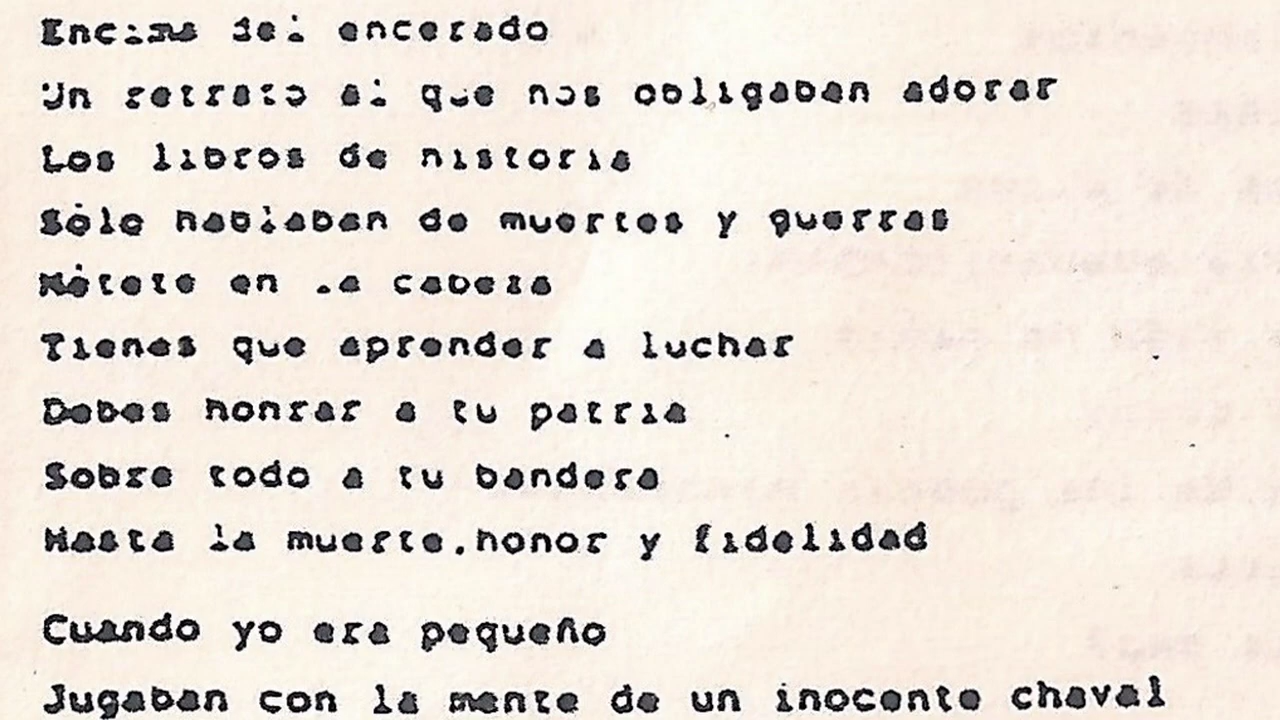 Encima del encerado
Un retrato al que nos obligaban adorar
Los libros de historia
Sólo hablaban de muertes y guerras
Métete en la cabeza
Tienes que aprender a luchar
Debes honrar a tu patria
Sobre todo a tu bandera
Hasta la muerte,honor y fidelidad
Cuando yo era pequeño
Jugaban con la mente de un inocente chaval